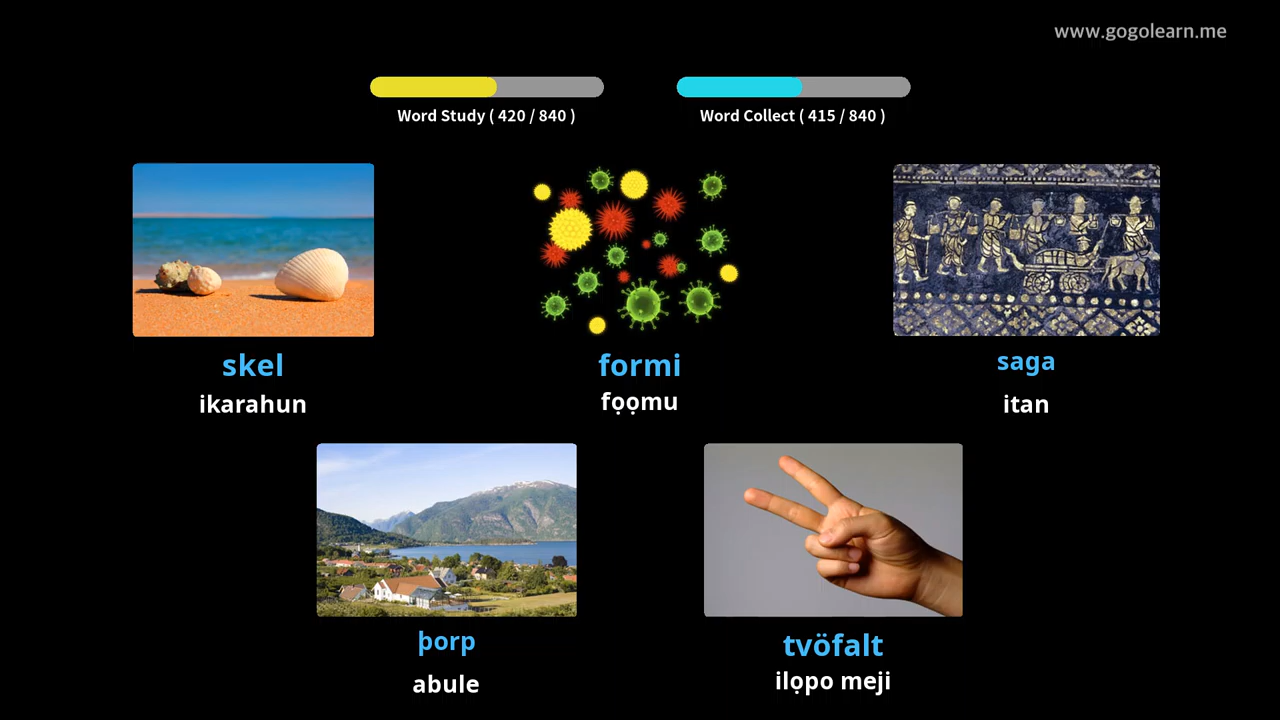 www.gogolearn.me
Word Study ( 420 / 840 )
Word Collect ( 415 / 840 )
skel
formi
saga
ikarahun
fọọmu
itan
þorp
tvöfalt
abule
ilọpo meji